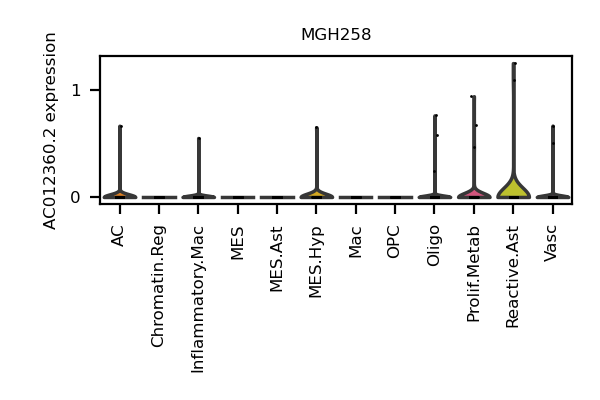 MGH258
AC012360.2 expression
1
0
AC
Chromatin.Reg
Inflammatory.Mac
MES
MES.Ast
MES.Hyp
Mac
OPC
Oligo
Prolif.Metab
Reactive.Ast
Vasc